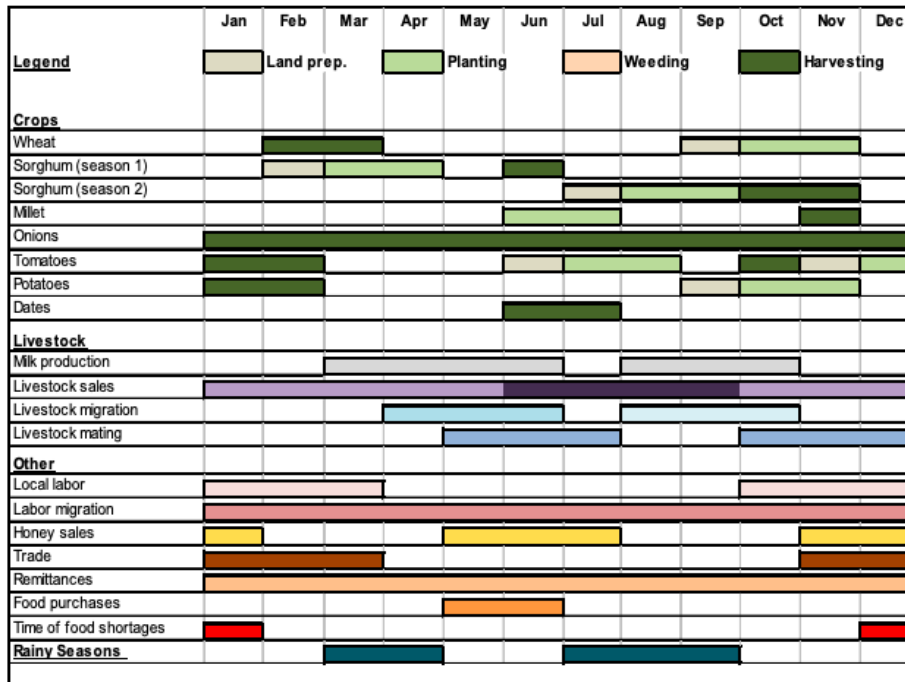 Jan Feb Mar Apr May Jun Jul Aug Sep Oct Nov Dec
Legend Land prep. Planting Weeding Harvesting
Crops
Wheat
Sorghum (season 1)
Sorghum (season 2)
Millet
Onions
Tomatoes
Potatoes
Dates
Livestock
Milk production
Livestock sales
Livestock migration
Livestock mating
Other
Local labor
Labor migration
Honey sales
Trade
Remittances
Food purchases
Time of food shortages
Rainy Seasons